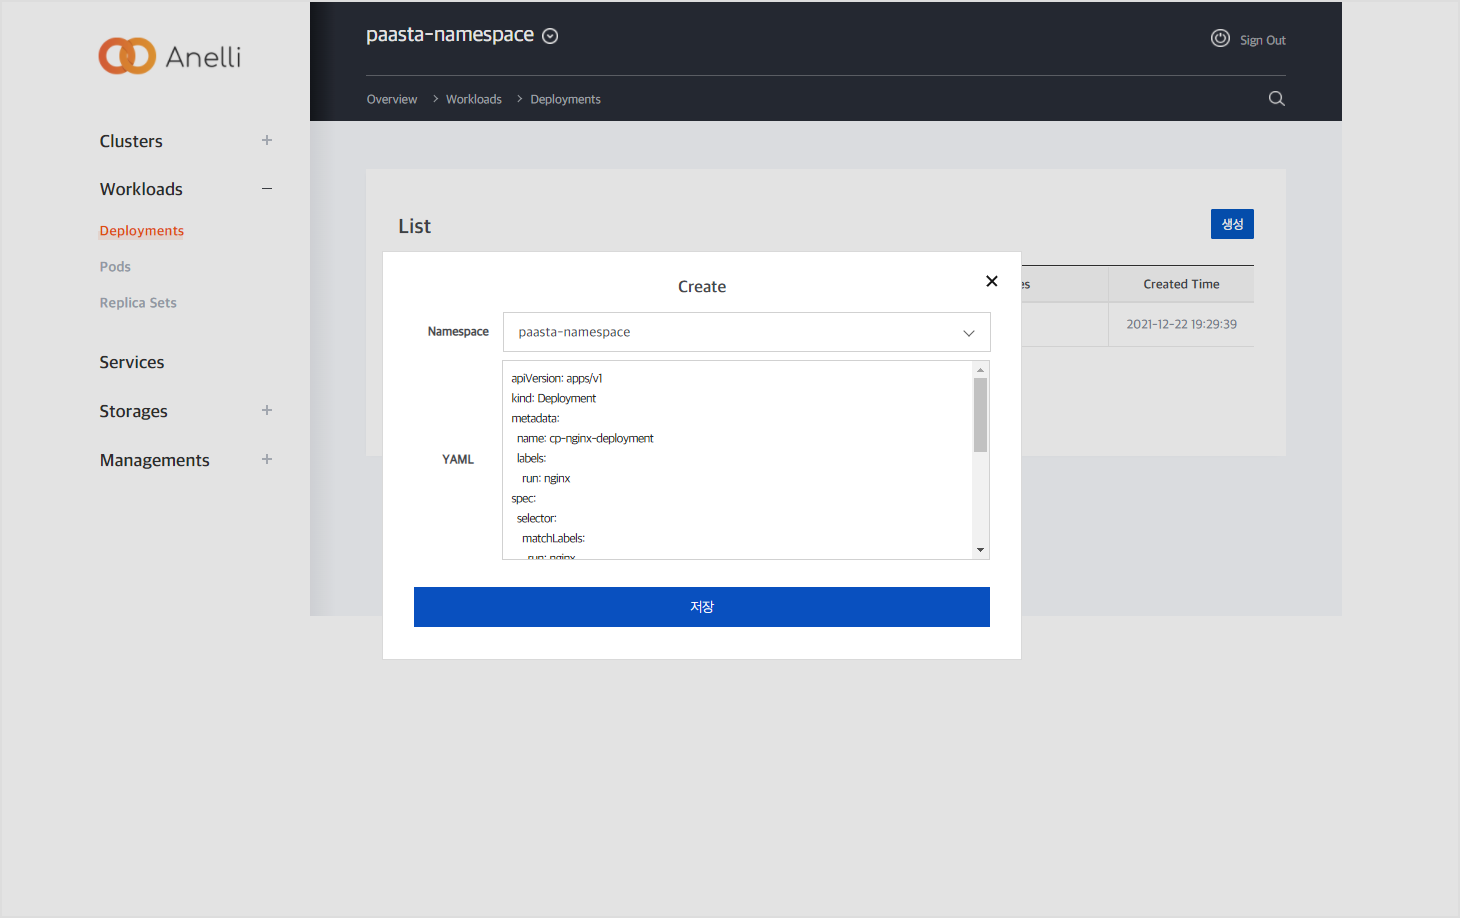 Anelli
paasta-namespace
Sign Out
Overview > Workloads > Deployments
Clusters
Workloads
Deployments
Pods
Replica Sets
Services
Storages
Managements
List
생성
Created Time
2021-12-22 19:29:39
Create
Namespace
paasta-namespace
YAML
apiVersion: apps/v1
kind: Deployment
metadata:
name: cp-nginx-deployment
labels:
run: nginx
spec:
selector:
matchLabels:
run: nginx
저장